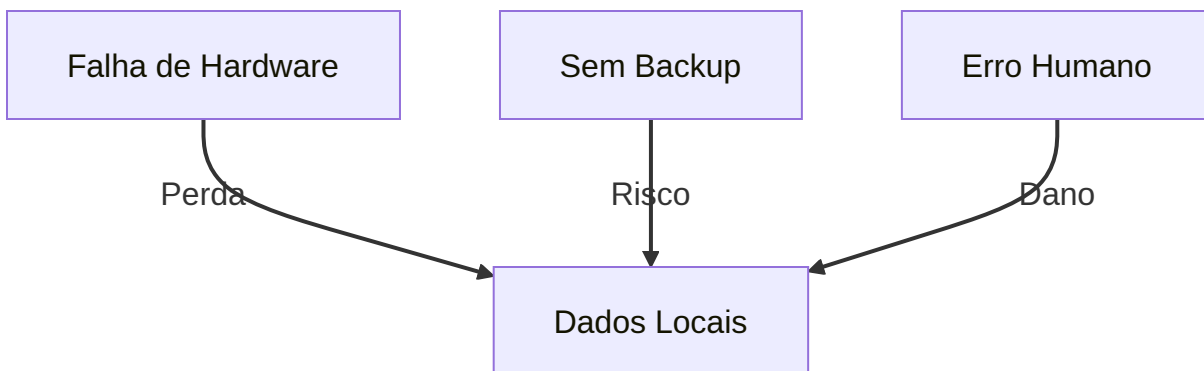 Falha de Hardware
Sem Backup
Erro Humano
Perda
Risco
Dano
Dados Locais